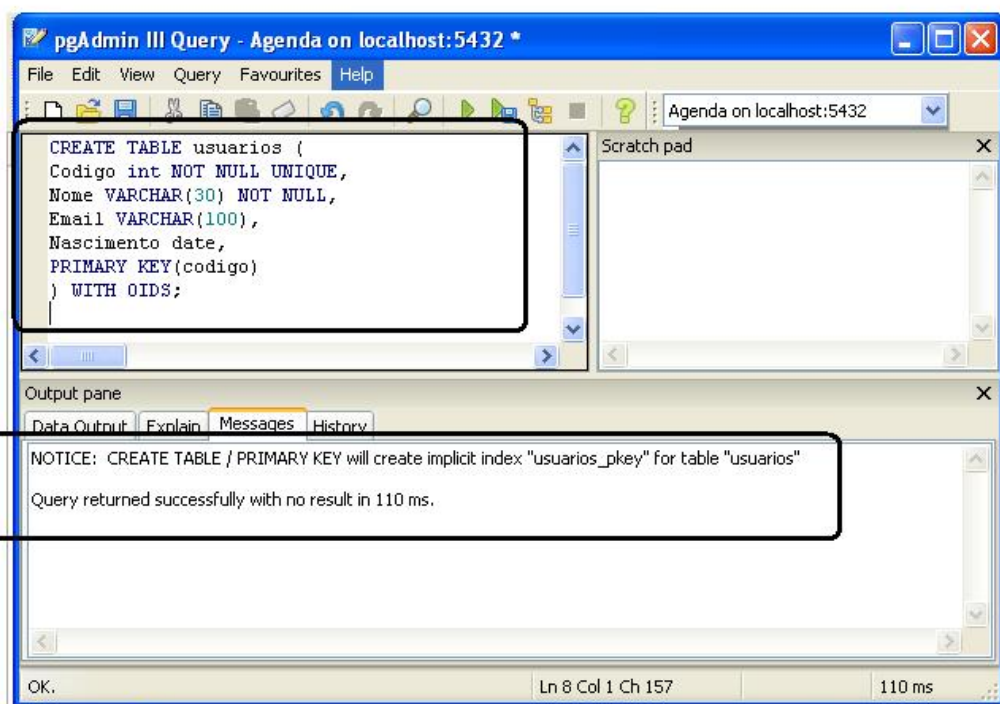 pgAdmin III Query - Agenda on localhost:5432 *
File Edit View Query Favourites Help
Agenda on localhost:5432
CREATE TABLE usuarios (
Codigo int NOT NULL UNIQUE,
Nome VARCHAR(30) NOT NULL,
Email VARCHAR(100),
Nascimento date,
PRIMARY KEY(codigo)
) WITH OIDS;
Scratch pad
Output pane
Data Output Explain Messages History
NOTICE: CREATE TABLE / PRIMARY KEY will create implicit index "usuarios_pkey" for table "usuarios"
Query returned successfully with no result in 110 ms.
OK. Ln 8 Col 1 Ch 157 110 ms